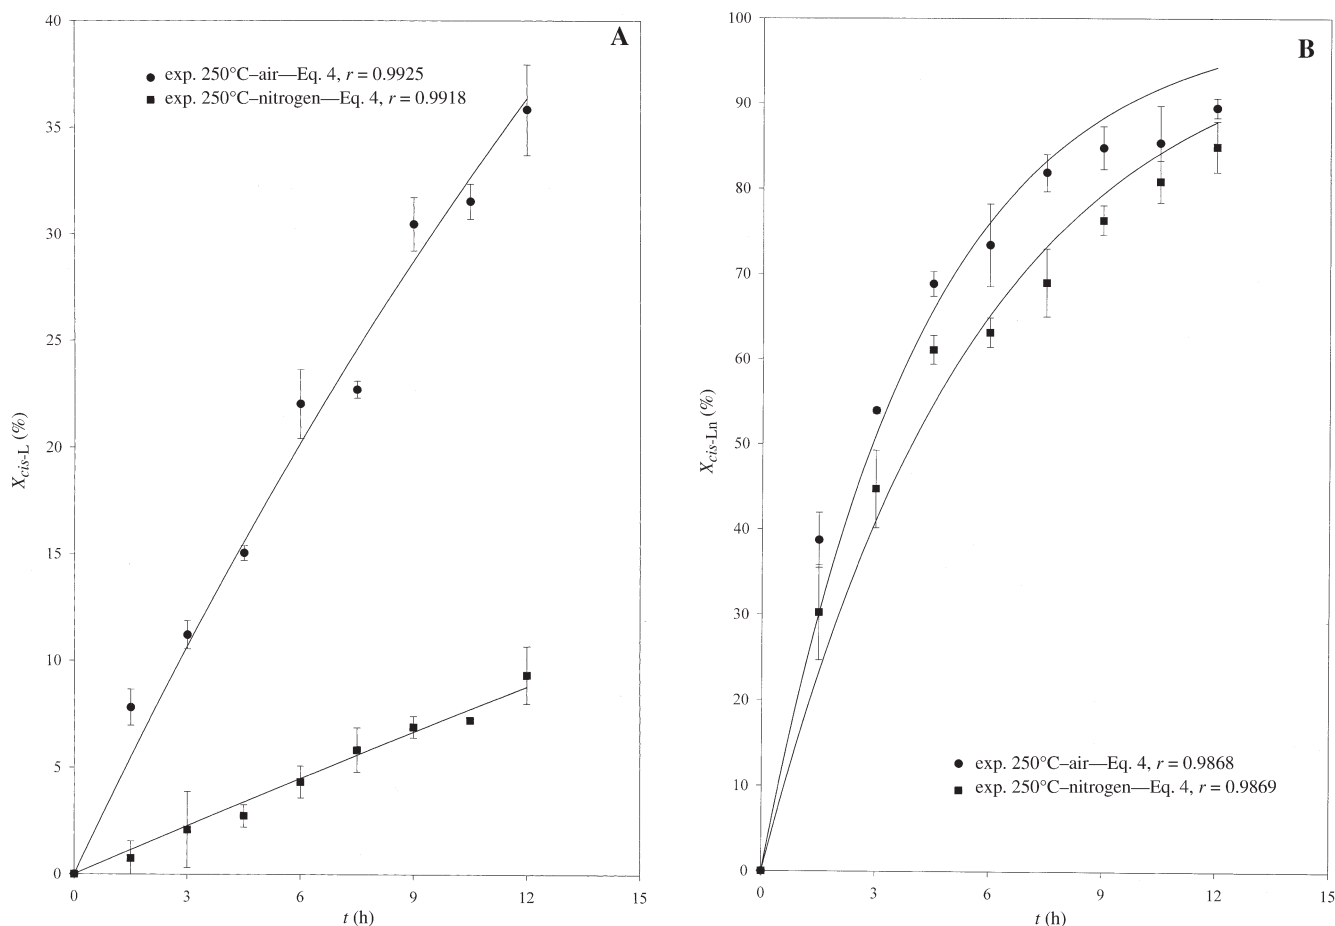 A
exp. 250°C–air—Eq. 4, r = 0.9925
exp. 250°C–nitrogen—Eq. 4, r = 0.9918
40
35
30
25
20
15
10
5
0
X cis-L (%)
0 3 6 9 12 15
t (h)
B
100
90
80
70
60
50
40
30
20
10
0
X cis-Ln (%)
exp. 250°C–air—Eq. 4, r = 0.9868
exp. 250°C–nitrogen—Eq. 4, r = 0.9869
0 3 6 9 12 15
t (h)